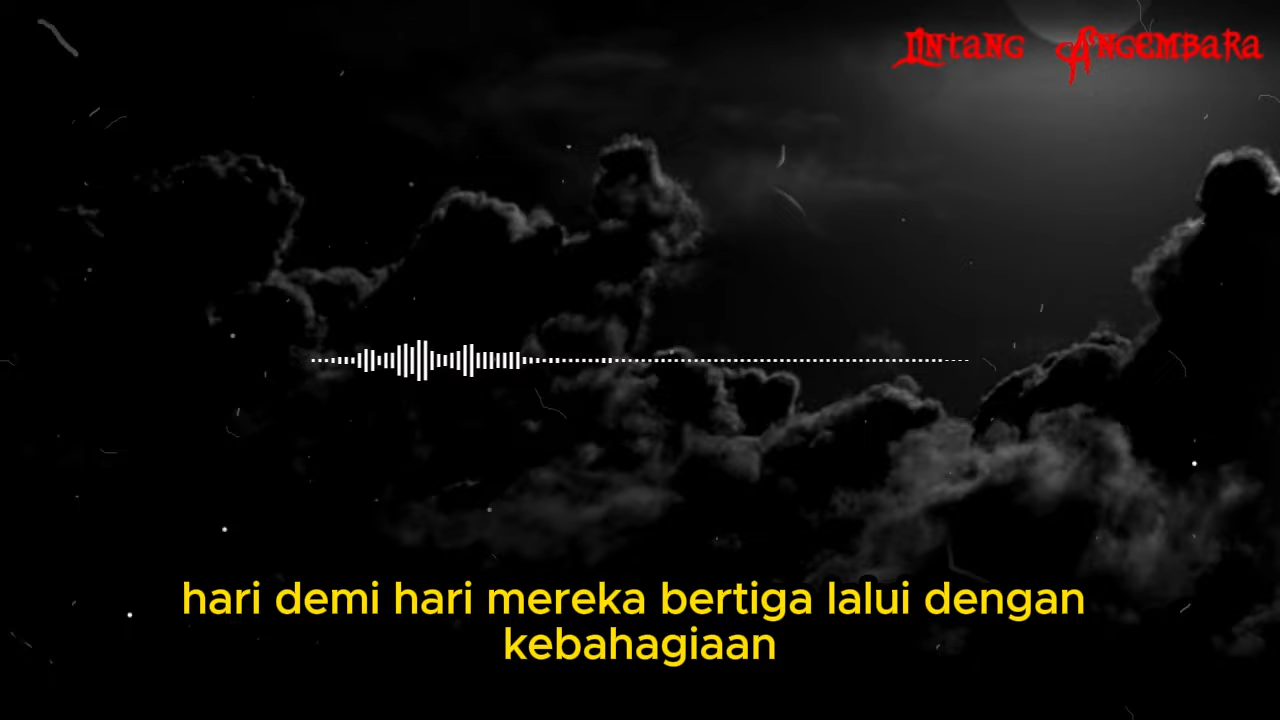 Lintang Angembara
hari demi hari mereka bertiga lalui dengan
kebahagiaan